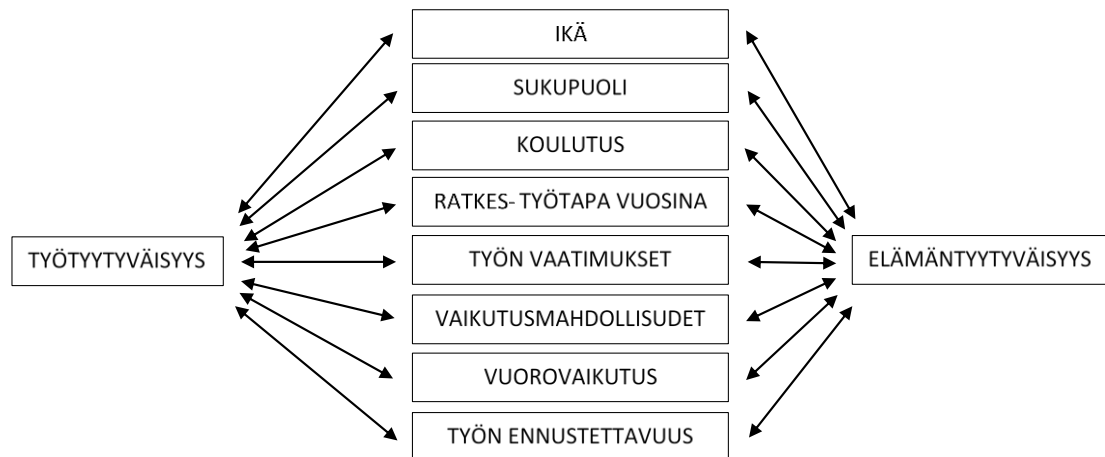 IKÄ
SUKUPUOLI
KOULUTUS
RATKES- TYÖTAPA VUOSINA
TYÖTYYTYVÄISYYS
TYÖN VAATIMUKSET
ELÄMÄNTYYTYVÄISYYS
VAIKUTUSMAHDOLLISUDET
VUOROVAIKUTUS
TYÖN ENNUSTETTAVUUS